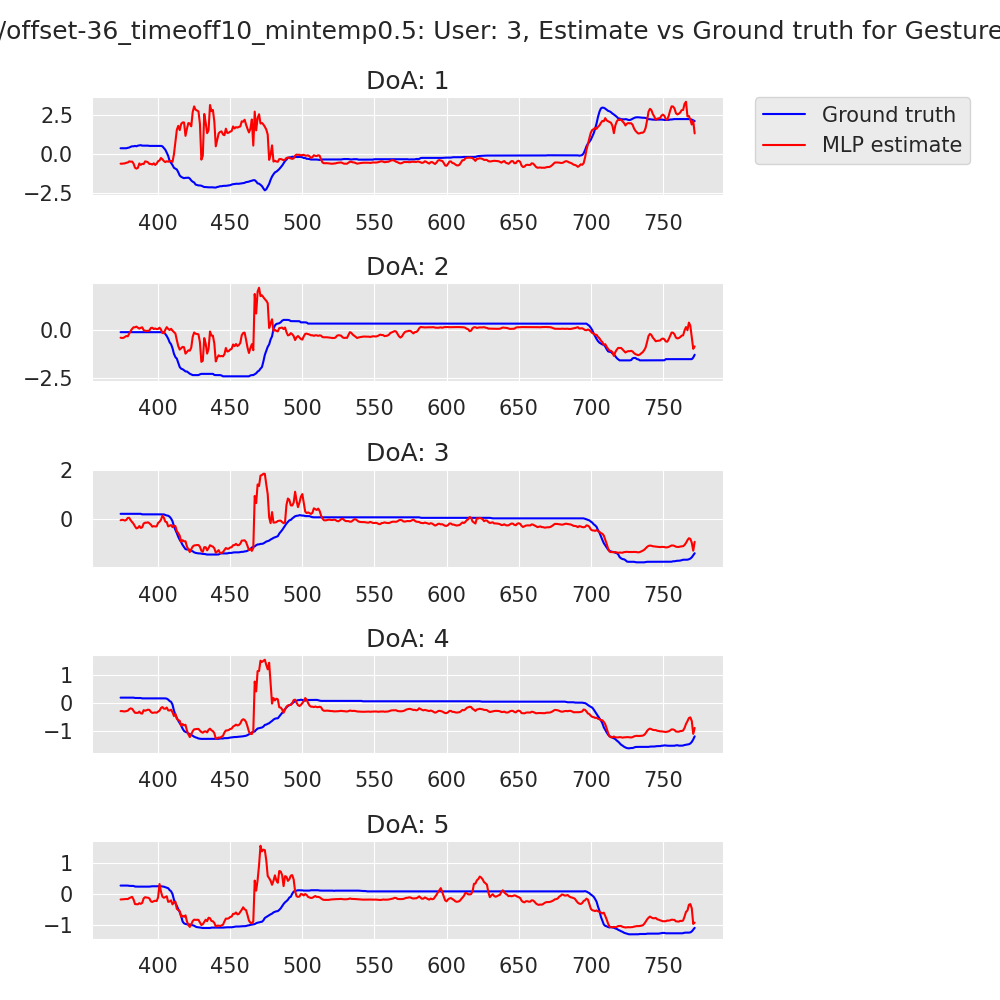 /offset-36_timeoff10_mintemp0.5: User: 3, Estimate vs Ground truth for Gesture
DoA: 1
Ground truth
MLP estimate
2.5
0.0
−2.5
400 450 500 550 600 650 700 750
DoA: 2
0.0
−2.5
400 450 500 550 600 650 700 750
DoA: 3
2
0
400 450 500 550 600 650 700 750
DoA: 4
1
0
−1
400 450 500 550 600 650 700 750
DoA: 5
1
0
−1
400 450 500 550 600 650 700 750